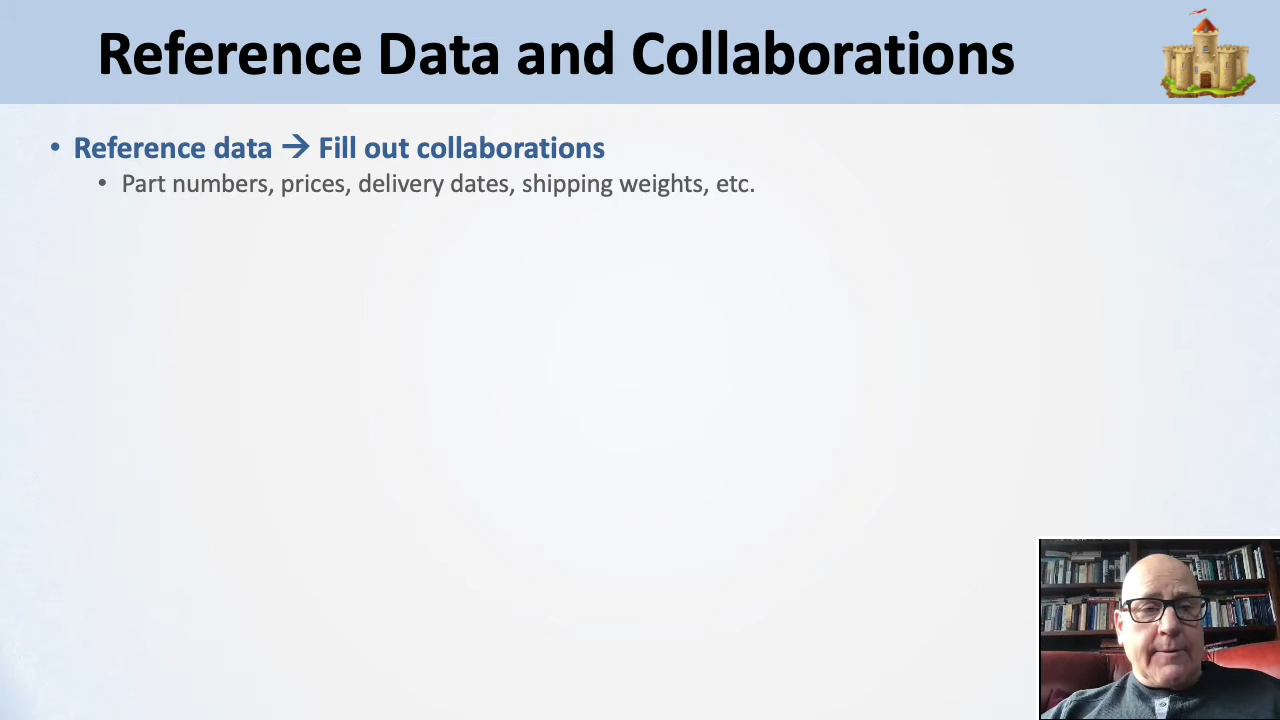 Reference Data and Collaborations
• Reference data → Fill out collaborations
• Part numbers, prices, delivery dates, shipping weights, etc.